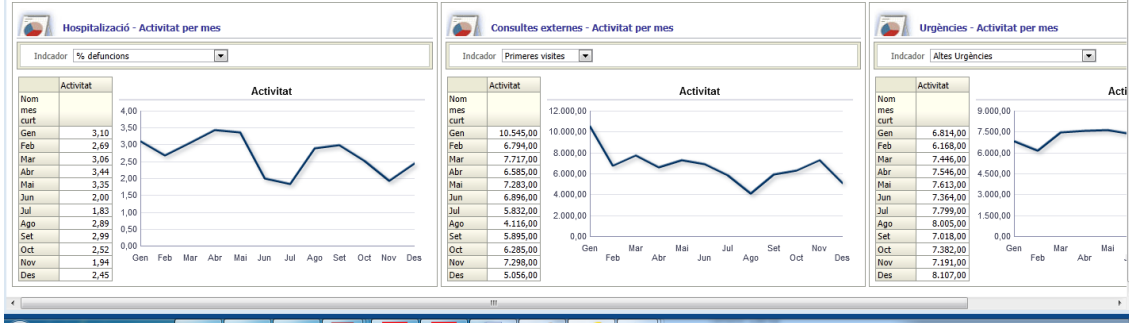 Hospitalizació - Activitat per mes
Indcador % defuncions
Activitat
Nom
mes
curt
Gen 3,10
Feb 2,69
Mar 3,06
Abr 3,44
Mai 3,35
Jun 2,00
Jul 1,83
Ago 2,89
Set 2,99
Oct 2,52
Nov 1,94
Des 2,45
Activitat
4,00
3,50
3,00
2,50
2,00
1,50
1,00
0,50
0,00
Gen Feb Mar Abr Mai Jun Jul Ago Set Oct Nov Des
Consultes externes - Activitat per mes
Indcador Primeres visites
Activitat
Nom
mes
curt
Gen 10.545,00
Feb 6.794,00
Mar 7.717,00
Abr 6.585,00
Mai 7.283,00
Jun 6.896,00
Jul 5.832,00
Ago 4.116,00
Set 5.895,00
Oct 6.285,00
Nov 7.298,00
Des 5.056,00
Activitat
12.000,00
10.000,00
8.000,00
6.000,00
4.000,00
2.000,00
0,00
Gen Mar Mai Jul Set Nov
Feb Abr Jun Ago Oct Des
Urgències - Activitat per mes
Indcador Altes Urgències
Activitat
Nom
mes
curt
Gen 6.814,00
Feb 6.168,00
Mar 7.446,00
Abr 7.546,00
Mai 7.613,00
Jun 7.364,00
Jul 7.799,00
Ago 8.005,00
Set 7.018,00
Oct 7.382,00
Nov 7.191,00
Des 8.107,00
Acti
9.000,00
7.500,00
6.000,00
4.500,00
3.000,00
1.500,00
0,00
Gen Mar Mai
Feb Abr